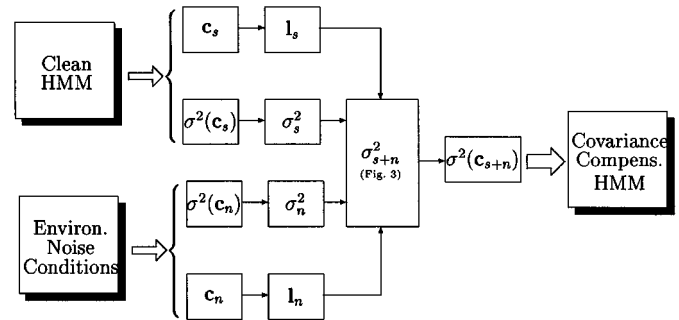 Clean
HMM
c_s
l_s
σ²(c_s)
σ²_s
σ²(c_n)
σ²_n
c_n
l_n
Environ.
Noise
Conditions
σ²_{s+n}
(Fig. 3)
σ²(c_{s+n})
Covariance
Compens.
HMM